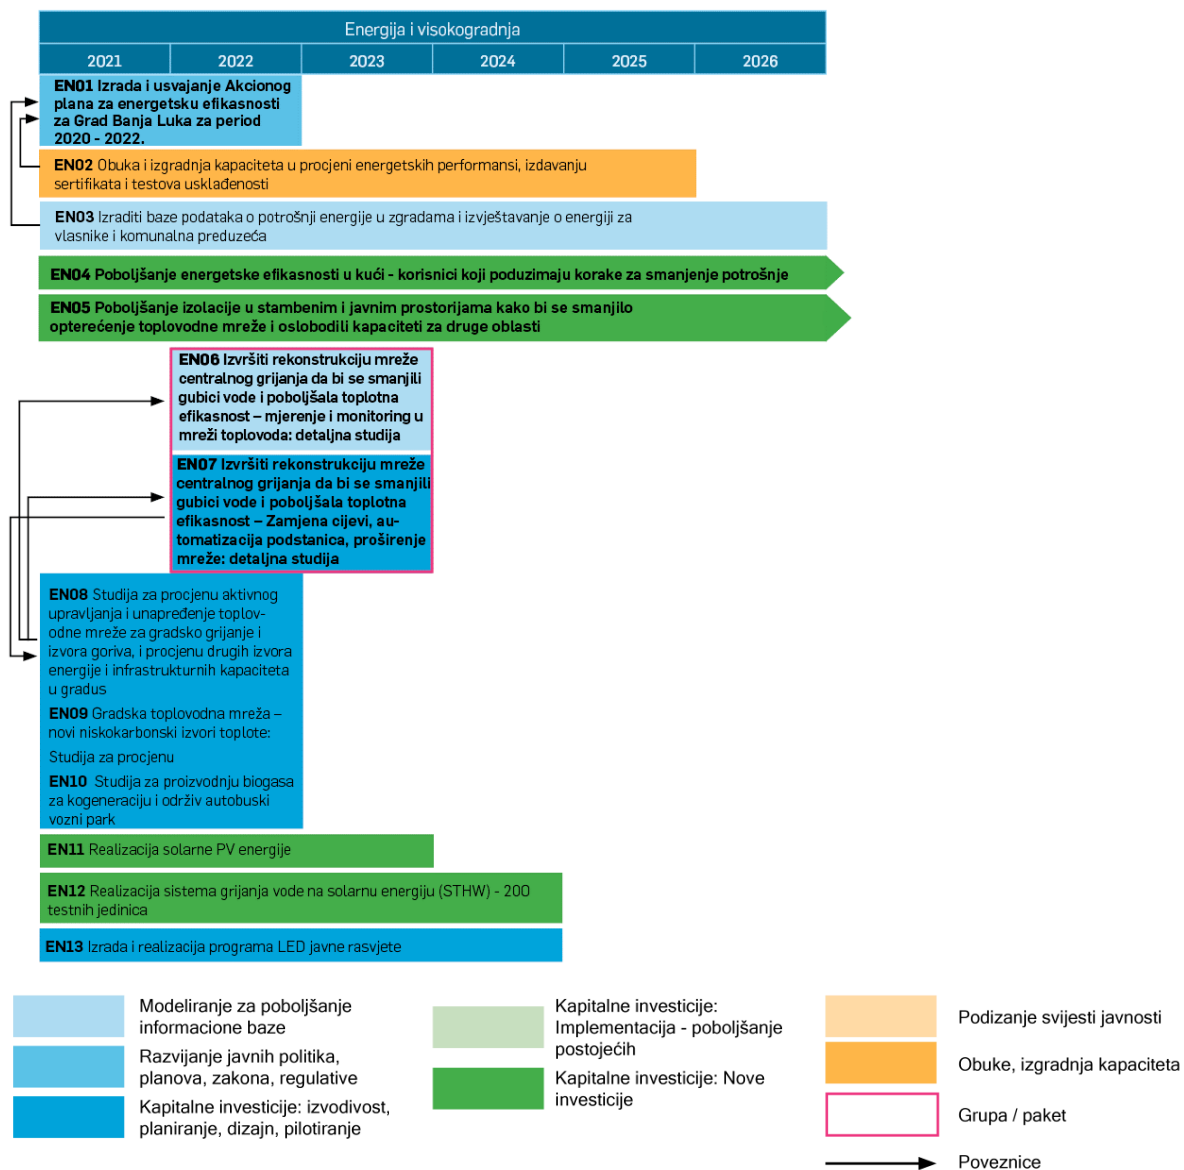 Energija i visokogradnja
2021 2022 2023 2024 2025 2026
EN01 Izrada i usvajanje Akcionog
plana za energetsku efikasnosti
za Grad Banja Luka za period
2020 - 2022.
EN02 Obuka i izgradnja kapaciteta u procjeni energetskih performansi, izdavanju
sertifikata i testova usklađenosti
EN03 Izraditi baze podataka o potrošnji energije u zgradama i izvještavanje o energiji za
vlasnike i komunalna preduzeća
EN04 Poboljšanje energetske efikasnosti u kući - korisnici koji poduzimaju korake za smanjenje potrošnje
EN05 Poboljšanje izolacije u stambenim i javnim prostorijama kako bi se smanjilo
opterećenje toplovodne mreže i oslobodili kapaciteti za druge oblasti
EN06 Izvršiti rekonstrukciju mreže
centralnog grijanja da bi se smanjili
gubici vode i poboljšala toplotna
efikasnost – mjerenje i monitoring u
mreži toplovoda: detaljna studija
EN07 Izvršiti rekonstrukciju mreže
centralnog grijanja da bi se smanjili
gubici vode i poboljšala toplotna
efikasnost – Zamjena cijevi, au-
tomatizacija podstanica, proširenje
mreže: detaljna studija
EN08 Studija za procjenu aktivnog
upravljanja i unapređenje toplov-
odne mreže za gradsko grijanje i
izvora goriva, i procjenu drugih izvora
energije i infrastrukturnih kapaciteta
u gradus
EN09 Gradska toplovodna mreža –
novi niskokarbonski izvori toplote:
Studija za procjenu
EN10 Studija za proizvodnju biogasa
za kogeneraciju i održiv autobuski
vozni park
EN11 Realizacija solarne PV energije
EN12 Realizacija sistema grijanja vode na solarnu energiju (STHW) - 200
testnih jedinica
EN13 Izrada i realizacija programa LED javne rasvjete
Modeliranje za poboljšanje
informacione baze
Razvijanje javnih politika,
planova, zakona, regulative
Kapitalne investicije: izvodivost,
planiranje, dizajn, pilotiranje
Kapitalne investicije:
Implementacija - poboljšanje
postojećih
Kapitalne investicije: Nove
investicije
Podizanje svijesti javnosti
Obuke, izgradnja kapaciteta
Grupa / paket
Poveznice